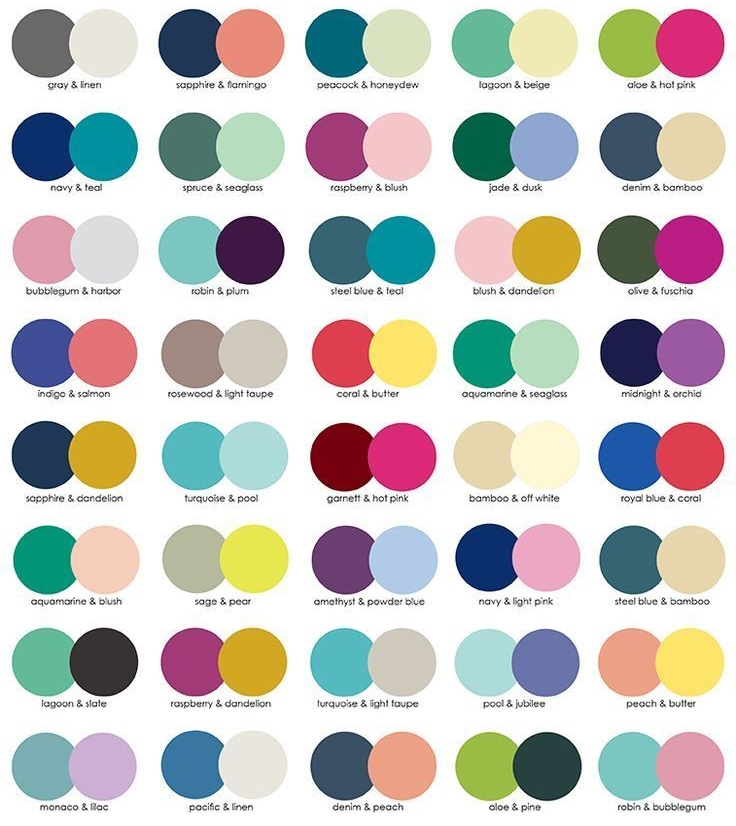 gray & linen
sapphire & flamingo
peacock & honeydew
lagoon & beige
aloe & hot pink
navy & teal
spruce & seaglass
raspberry & blush
jade & dusk
denim & bamboo
bubblegum & harbor
robin & plum
steel blue & teal
blush & dandelion
olive & fuschia
indigo & salmon
rosewood & light taupe
coral & butter
aquamarine & seaglass
midnight & orchid
sapphire & dandelion
turquoise & pool
garnett & hot pink
bamboo & off white
royal blue & coral
aquamarine & blush
sage & pear
amethyst & powder blue
navy & light pink
steel blue & bamboo
lagoon & slate
raspberry & dandelion
turquoise & light taupe
pool & jubilee
peach & butter
monaco & lilac
pacific & linen
denim & peach
aloe & pine
robin & bubblegum